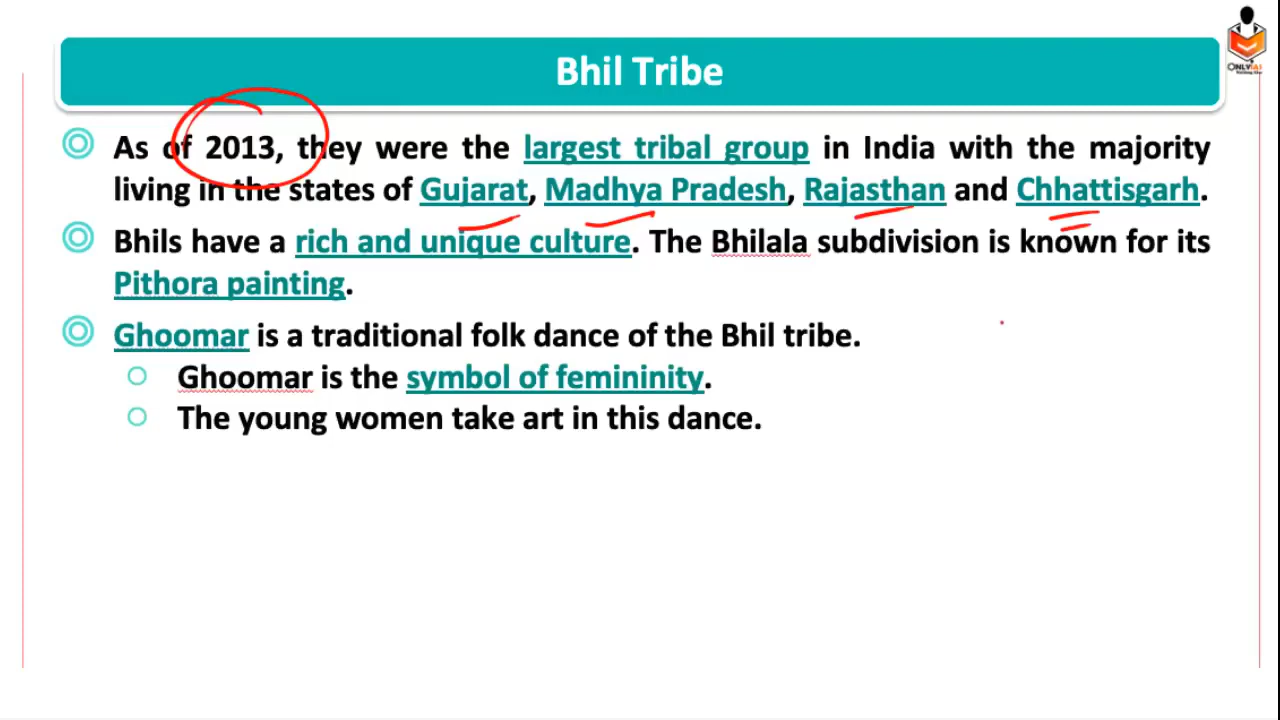 Bhil Tribe
As of 2013, they were the largest tribal group in India with the majority
living in the states of Gujarat, Madhya Pradesh, Rajasthan and Chhattisgarh.
Bhils have a rich and unique culture. The Bhilala subdivision is known for its
Pithora painting.
Ghoomar is a traditional folk dance of the Bhil tribe.
Ghoomar is the symbol of femininity.
The young women take art in this dance.